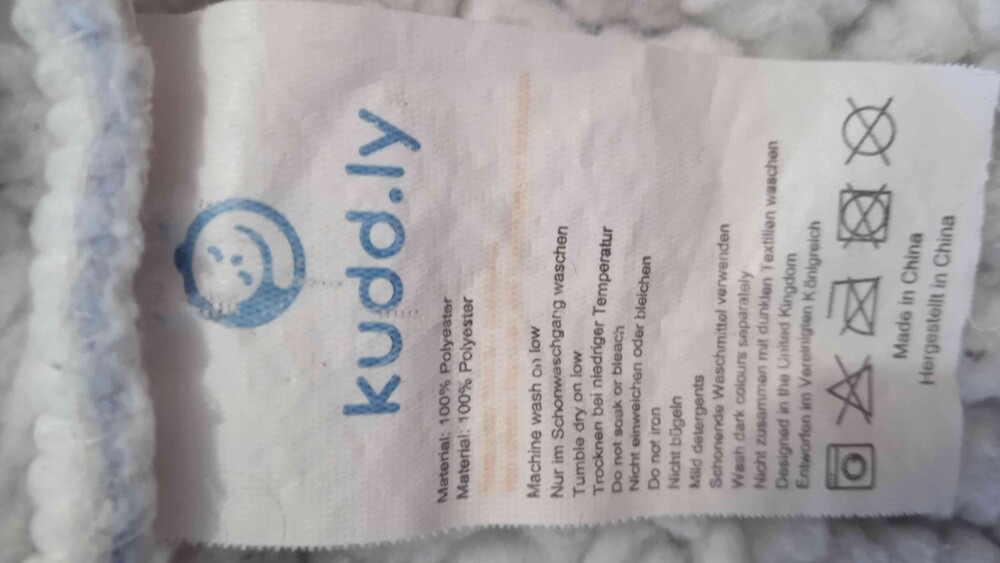 kudd.ly
Material: 100% Polyester
Material: 100% Polyester
Machine wash on low
Nur im Schonwaschgang waschen
Tumble dry on low
Trocknen bei niedriger Temperatur
Do not soak or bleach
Nicht einweichen oder bleichen
Do not iron
Nicht bügeln
Mild detergents
Schonende Waschmittel verwenden
Wash dark colours separately
Nicht zusammen mit dunklen Textilien waschen
Designed in the United Kingdom
Entworfen im Vereinigten Königreich
Made in China
Hergestellt in China